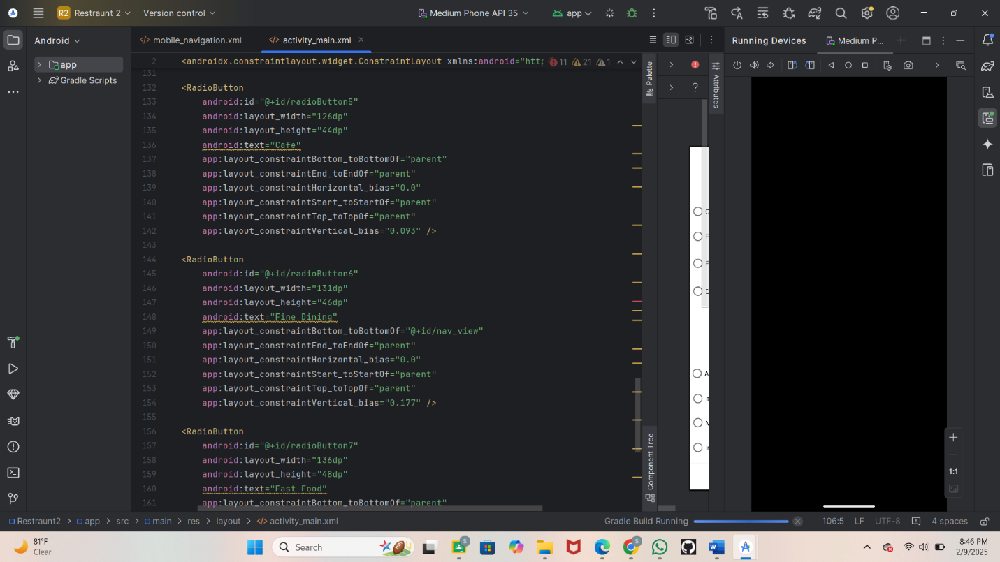 R2 Restraunt 2
Version control
Medium Phone API 35
app
Android
app
Gradle Scripts
mobile_navigation.xml
activity_main.xml
2 <androidx.constraintlayout.widget.ConstraintLayout xmlns:android="http
11 21 1
131
132 <RadioButton
133 android:id="@+id/radioButton5"
134 android:layout_width="126dp"
135 android:layout_height="44dp"
136 android:text="Cafe"
137 app:layout_constraintBottom_toBottomOf="parent"
138 app:layout_constraintEnd_toEndOf="parent"
139 app:layout_constraintHorizontal_bias="0.0"
140 app:layout_constraintStart_toStartOf="parent"
141 app:layout_constraintTop_toTopOf="parent"
142 app:layout_constraintVertical_bias="0.093" />
143
144 <RadioButton
145 android:id="@+id/radioButton6"
146 android:layout_width="131dp"
147 android:layout_height="46dp"
148 android:text="Fine Dining"
149 app:layout_constraintBottom_toBottomOf="@+id/nav_view"
150 app:layout_constraintEnd_toEndOf="parent"
151 app:layout_constraintHorizontal_bias="0.0"
152 app:layout_constraintStart_toStartOf="parent"
153 app:layout_constraintTop_toTopOf="parent"
154 app:layout_constraintVertical_bias="0.177" />
155
156 <RadioButton
157 android:id="@+id/radioButton7"
158 android:layout_width="136dp"
159 android:layout_height="48dp"
160 android:text="Fast Food"
161 app:layout_constraintBottom_toBottomOf="parent"
Palette
Component Tree
Attributes
Running Devices
Medium P...
1:1
Restraunt2 > app > src > main > res > layout > activity_main.xml
Gradle Build Running
106:5 LF UTF-8 4 spaces
81°F
Clear
Search
8:46 PM
2/9/2025